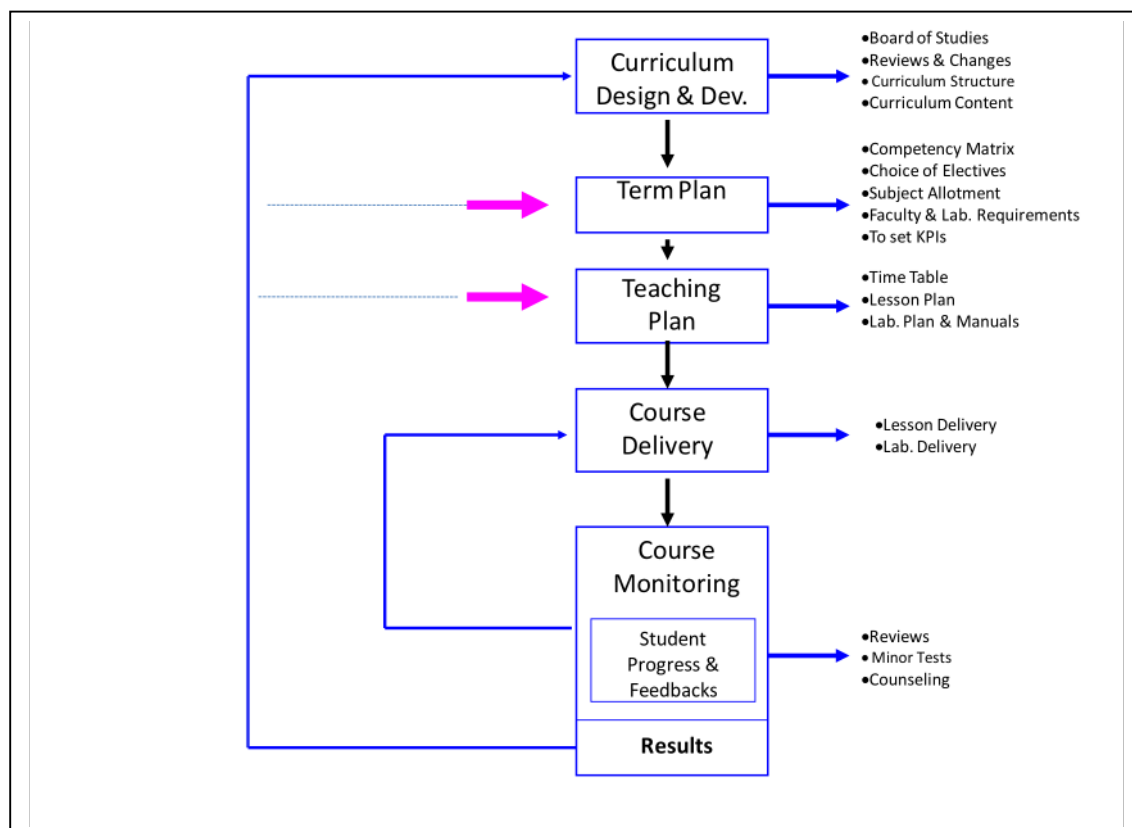 Curriculum
Design & Dev.
•Board of Studies
•Reviews & Changes
•Curriculum Structure
•Curriculum Content
Term Plan
•Competency Matrix
•Choice of Electives
•Subject Allotment
•Faculty & Lab. Requirements
•To set KPIs
Teaching
Plan
•Time Table
•Lesson Plan
•Lab. Plan & Manuals
Course
Delivery
•Lesson Delivery
•Lab. Delivery
Course
Monitoring
Student
Progress &
Feedbacks
•Reviews
•Minor Tests
•Counseling
Results